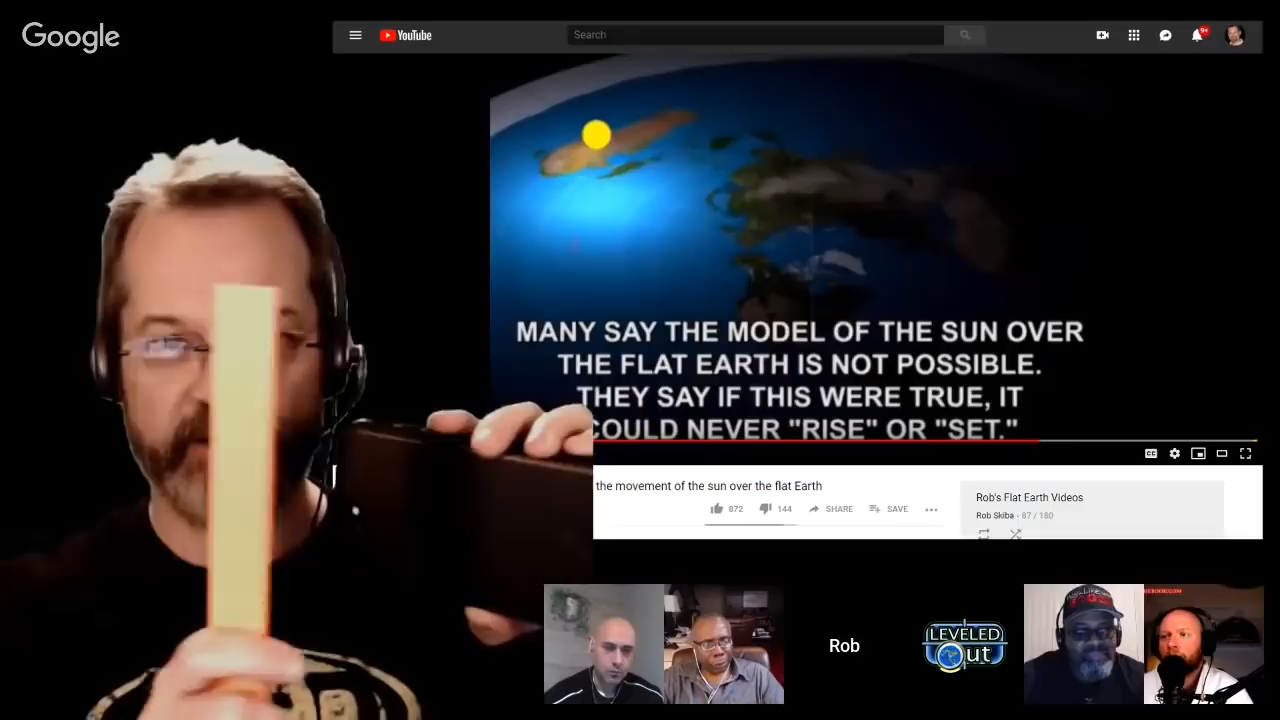 Google
YouTube
Search
9+
MANY SAY THE MODEL OF THE SUN OVER
THE FLAT EARTH IS NOT POSSIBLE.
THEY SAY IF THIS WERE TRUE, IT
COULD NEVER "RISE" OR "SET."
CC
the movement of the sun over the flat Earth
872
144
SHARE
SAVE
Rob's Flat Earth Videos
Rob Skiba - 87 / 180
Rob
LEVELED
Out